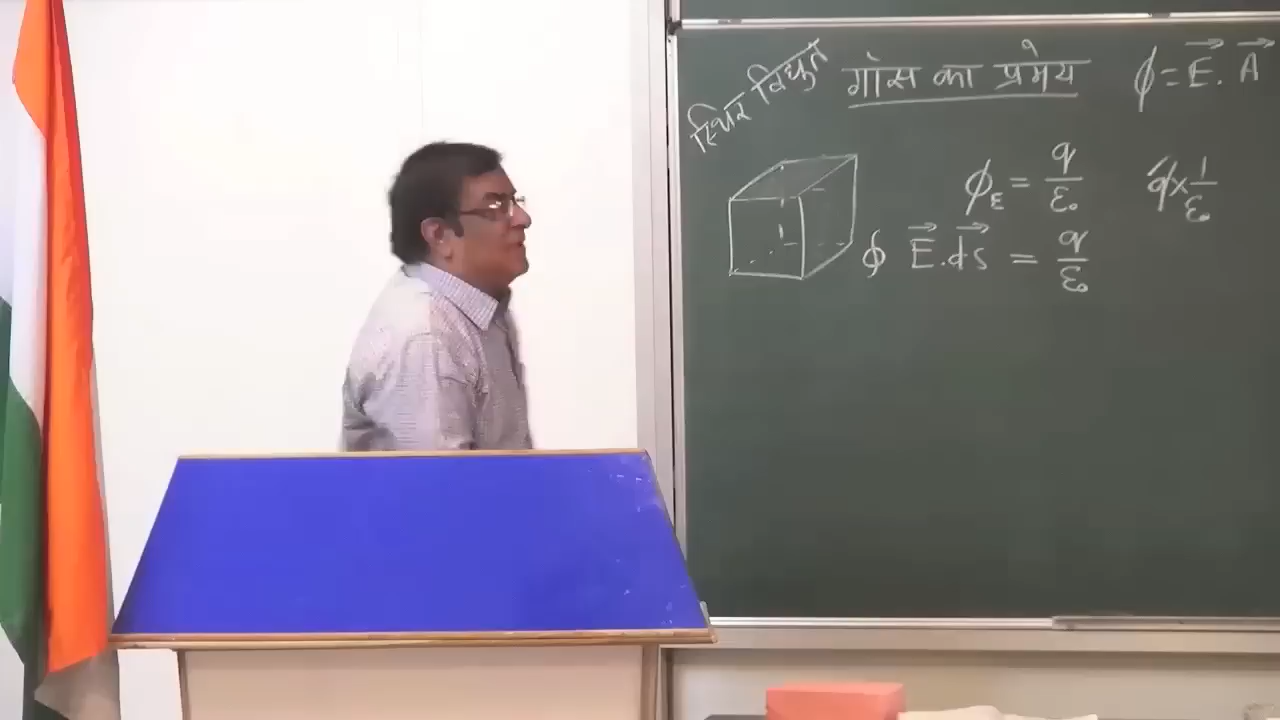 स्थिर विद्युत
गॉस का प्रमेय
ϕ = E⃗ . A⃗
ϕ_E = q/ε₀
q × 1/ε₀
∮ E⃗ . ds⃗ = q/ε₀